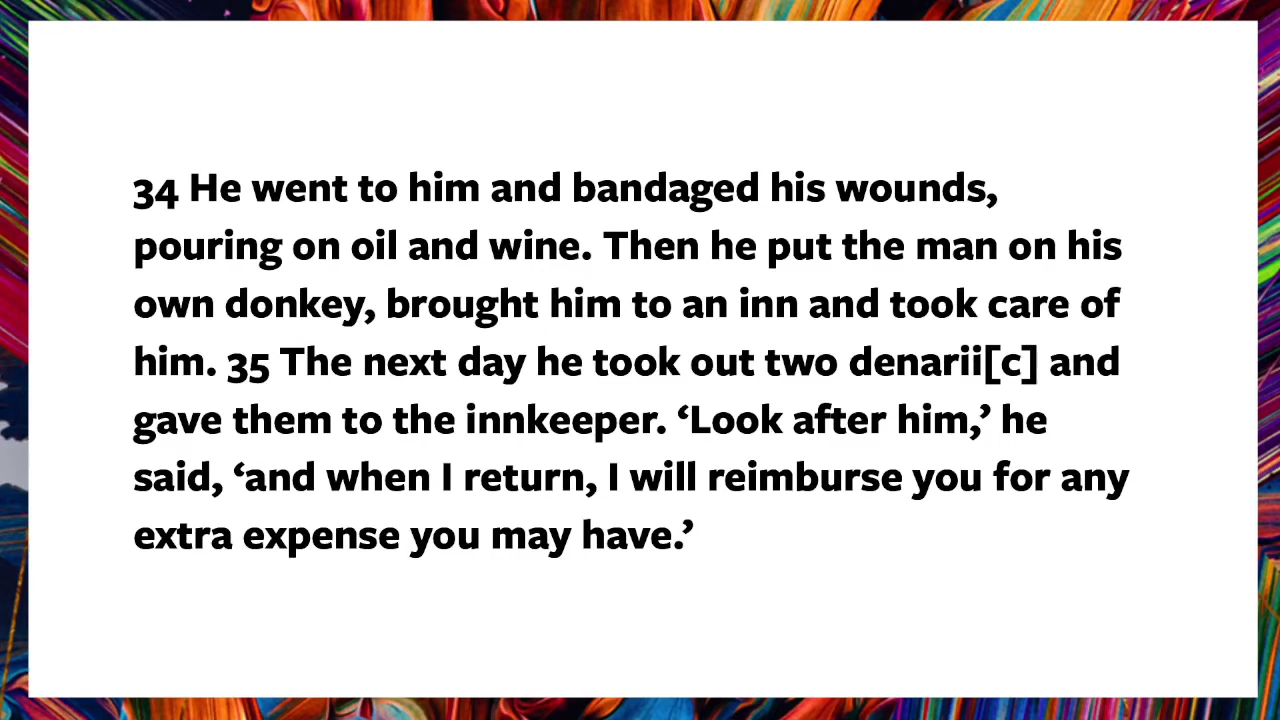 34 He went to him and bandaged his wounds,
pouring on oil and wine. Then he put the man on his
own donkey, brought him to an inn and took care of
him. 35 The next day he took out two denarii[c] and
gave them to the innkeeper. ‘Look after him,’ he
said, ‘and when I return, I will reimburse you for any
extra expense you may have.’